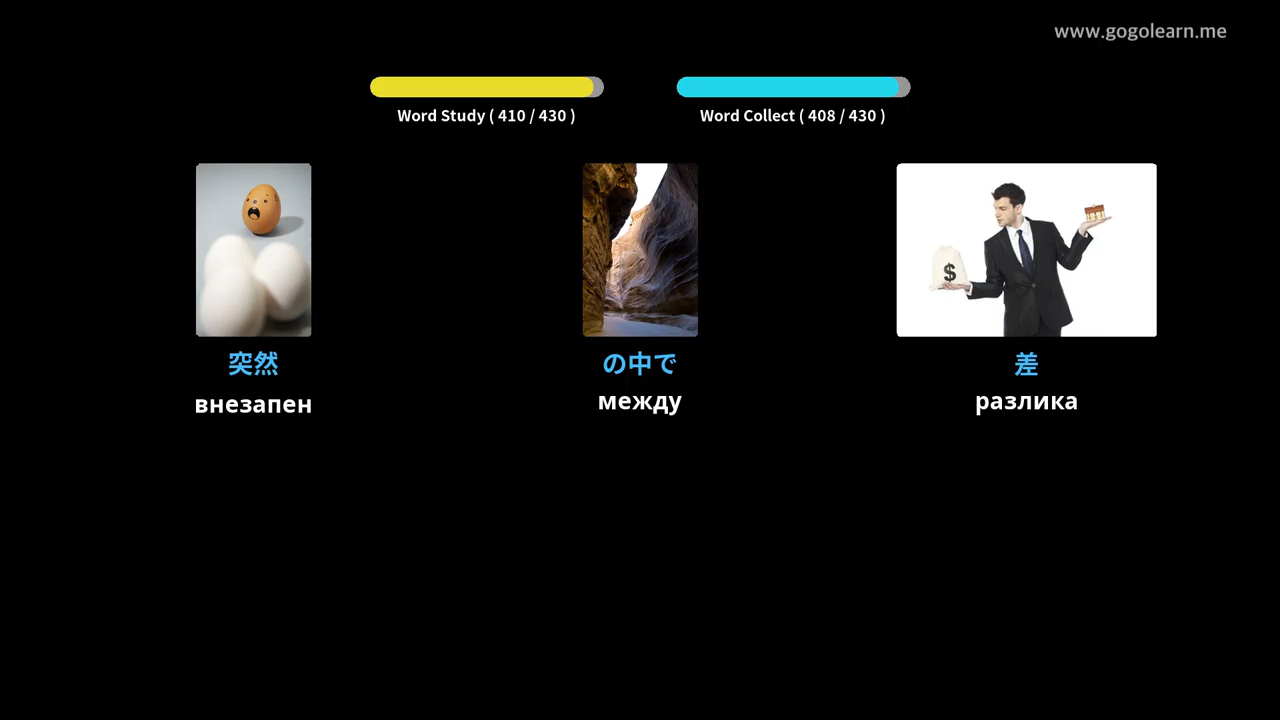 www.gogolearn.me
Word Study ( 410 / 430 )
Word Collect ( 408 / 430 )
$
突然
の中で
差
внезапен
между
разлика